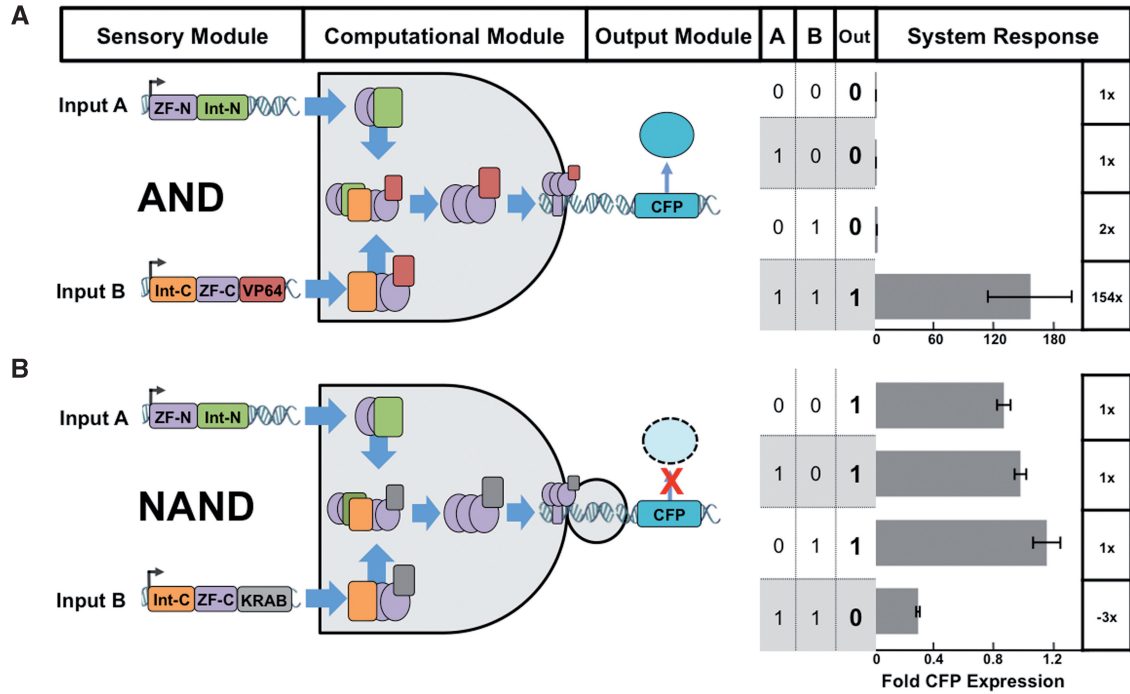 A
Sensory Module Computational Module Output Module A B Out System Response
Input A ZF-N Int-N 0 0 0 1x
1 0 0 1x
AND CFP
0 1 0 2x
Input B Int-C ZF-C VP64 1 1 1 154x
0 60 120 180
B
Input A ZF-N Int-N 0 0 1 1x
1 0 1 1x
NAND X CFP
0 1 1 1x
Input B Int-C ZF-C KRAB 1 1 0 -3x
0 0.4 0.8 1.2
Fold CFP Expression